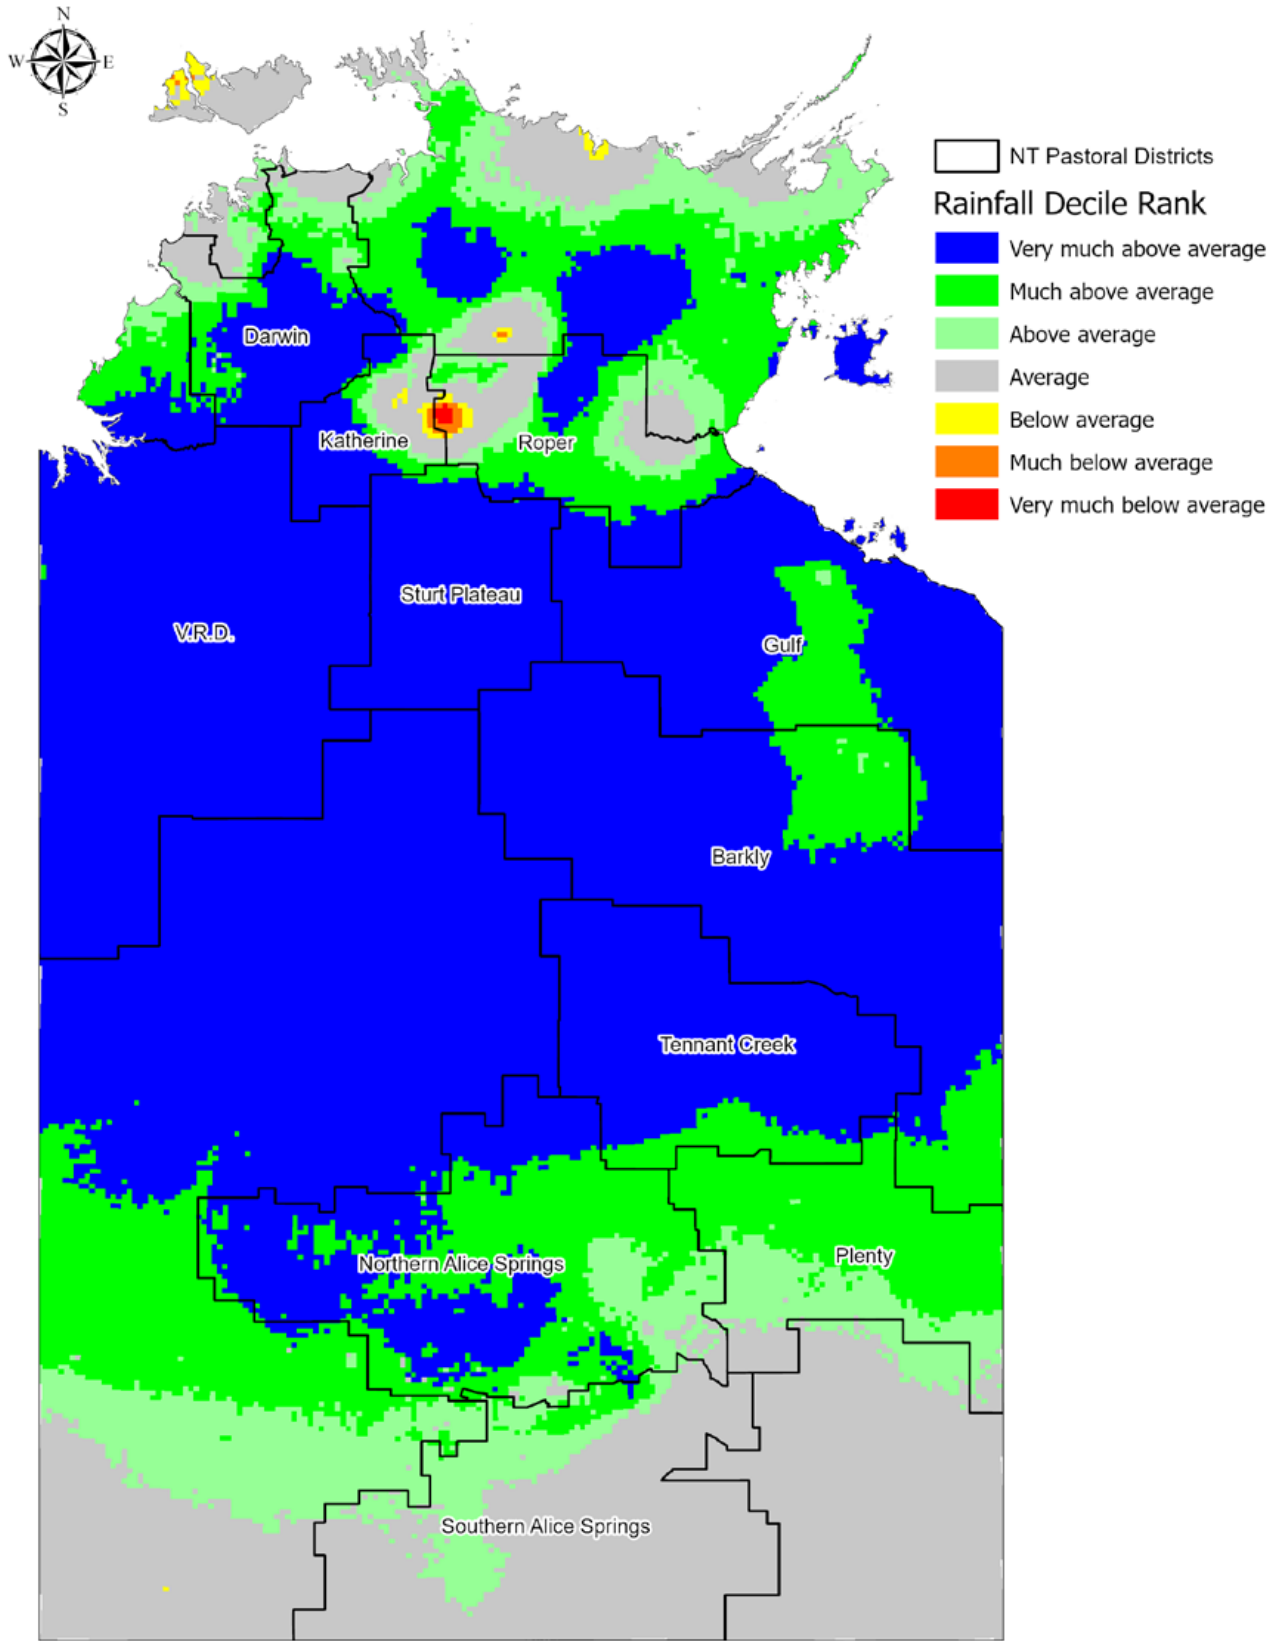 N
W E
S
NT Pastoral Districts
Rainfall Decile Rank
Very much above average
Much above average
Above average
Average
Below average
Much below average
Very much below average
Darwin
Katherine
Roper
Sturt Plateau
V.R.D.
Gulf
Barkly
Tennant Creek
Plenty
Northern Alice Springs
Southern Alice Springs